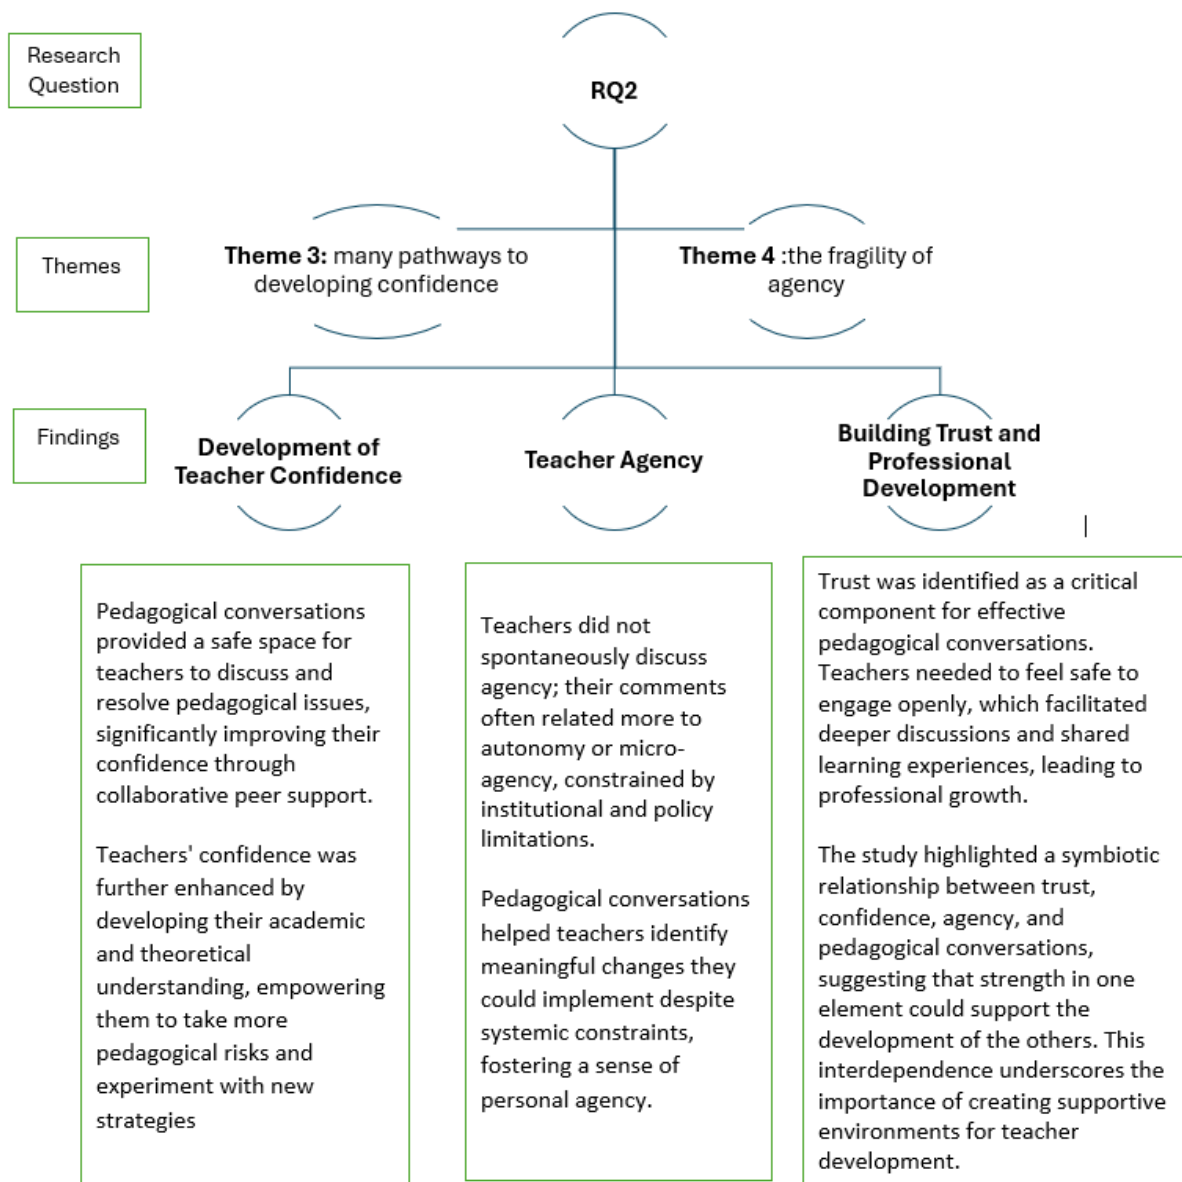 Research
Question
RQ2
Themes
Theme 3: many pathways to
developing confidence
Theme 4 :the fragility of
agency
Findings
Development of
Teacher Confidence
Teacher Agency
Building Trust and
Professional
Development
Pedagogical conversations
provided a safe space for
teachers to discuss and
resolve pedagogical issues,
significantly improving their
confidence through
collaborative peer support.
Teachers' confidence was
further enhanced by
developing their academic
and theoretical
understanding, empowering
them to take more
pedagogical risks and
experiment with new
strategies
Teachers did not
spontaneously discuss
agency; their comments
often related more to
autonomy or micro-
agency, constrained by
institutional and policy
limitations.
Pedagogical conversations
helped teachers identify
meaningful changes they
could implement despite
systemic constraints,
fostering a sense of
personal agency.
Trust was identified as a critical
component for effective
pedagogical conversations.
Teachers needed to feel safe to
engage openly, which facilitated
deeper discussions and shared
learning experiences, leading to
professional growth.
The study highlighted a symbiotic
relationship between trust,
confidence, agency, and
pedagogical conversations,
suggesting that strength in one
element could support the
development of the others. This
interdependence underscores the
importance of creating supportive
environments for teacher
development.